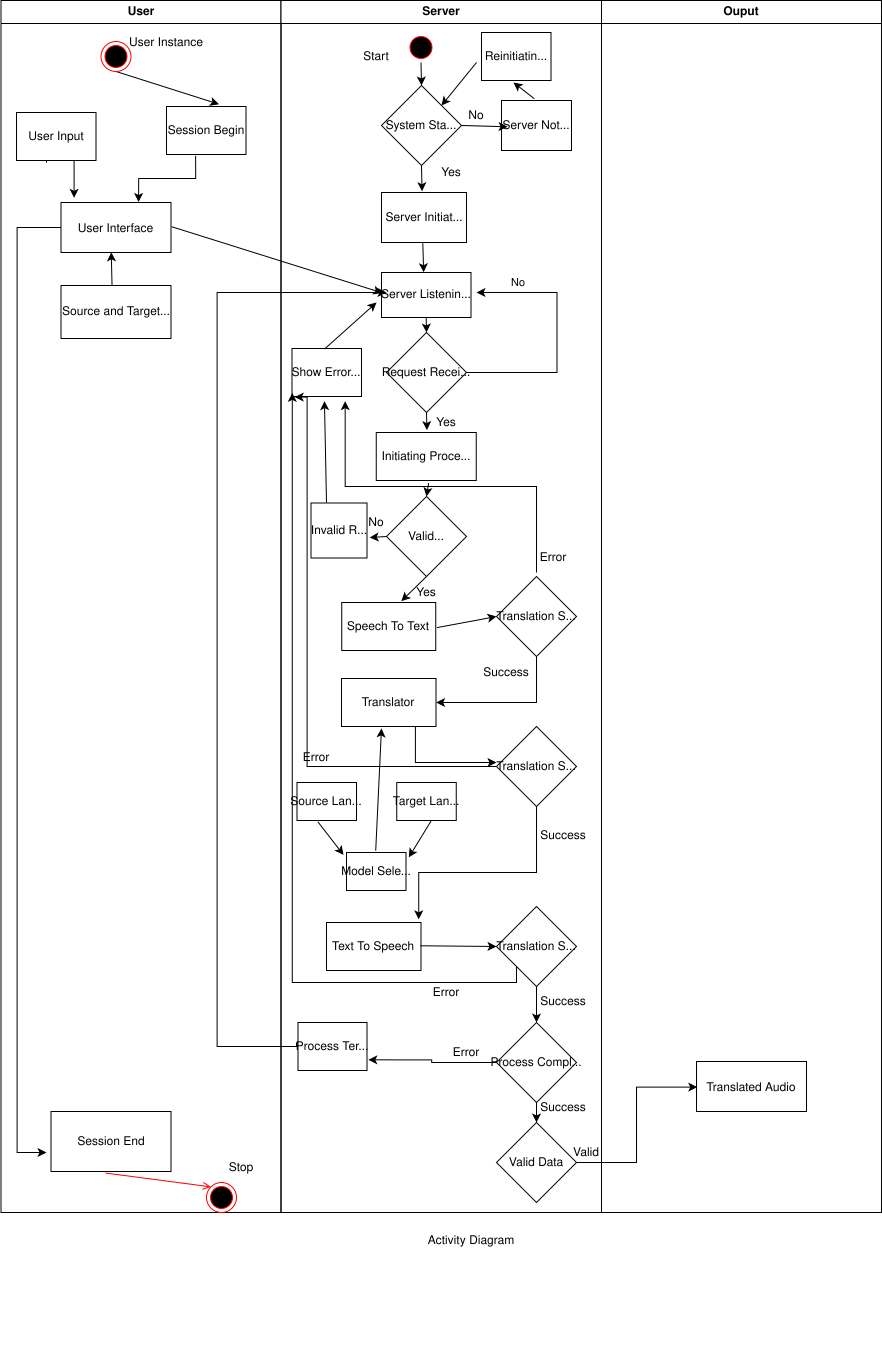 User
Server
Ouput
User Instance
Start
Reinitiatin...
User Input
Session Begin
System Sta...
No
Server Not...
Yes
User Interface
Server Initiat...
Source and Target...
Server Listenin...
No
Show Error...
Request Recei...
Yes
Initiating Proce...
Invalid R...
No
Valid...
Error
Yes
Speech To Text
Translation S...
Success
Translator
Error
Translation S...
Source Lan...
Target Lan...
Success
Model Sele...
Text To Speech
Translation S...
Error
Success
Process Ter...
Error
Process Compl...
Success
Translated Audio
Session End
Valid Data
Valid
Stop
Activity Diagram